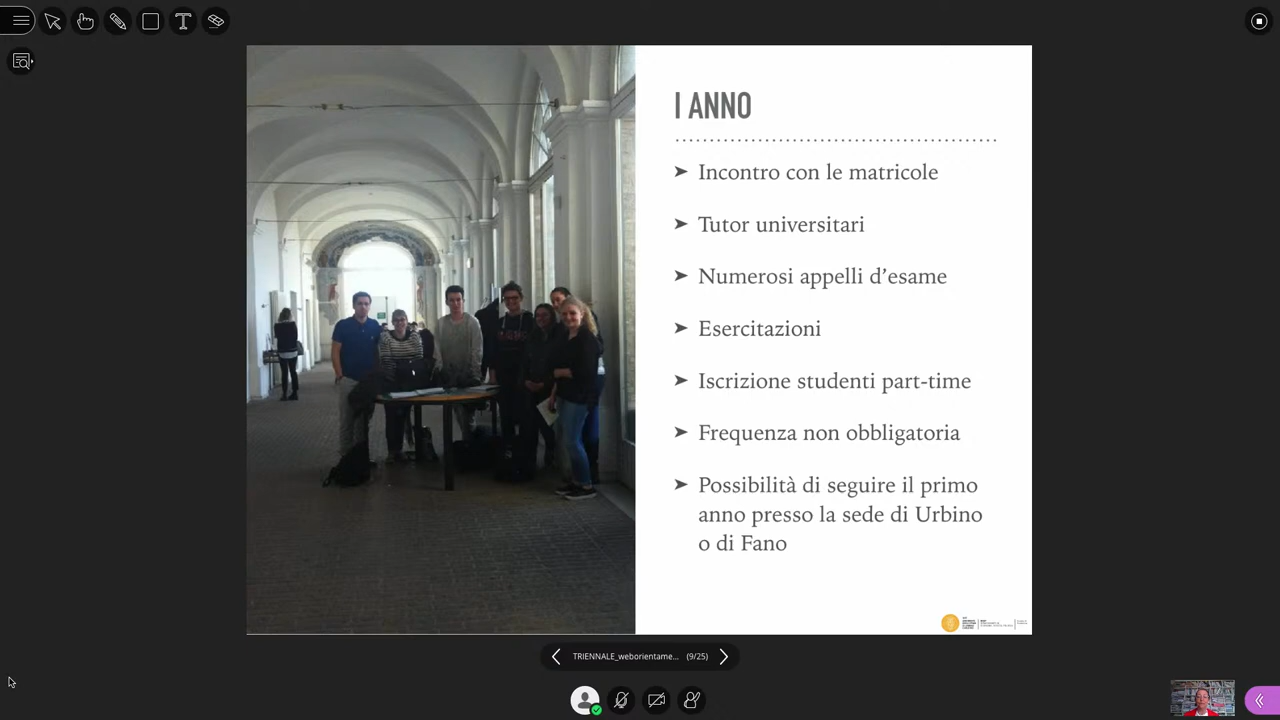 I ANNO
Incontro con le matricole
Tutor universitari
Numerosi appelli d’esame
Esercitazioni
Iscrizione studenti part-time
Frequenza non obbligatoria
Possibilità di seguire il primo
anno presso la sede di Urbino
o di Fano
TRIENNALE_weborientame... (9/25)